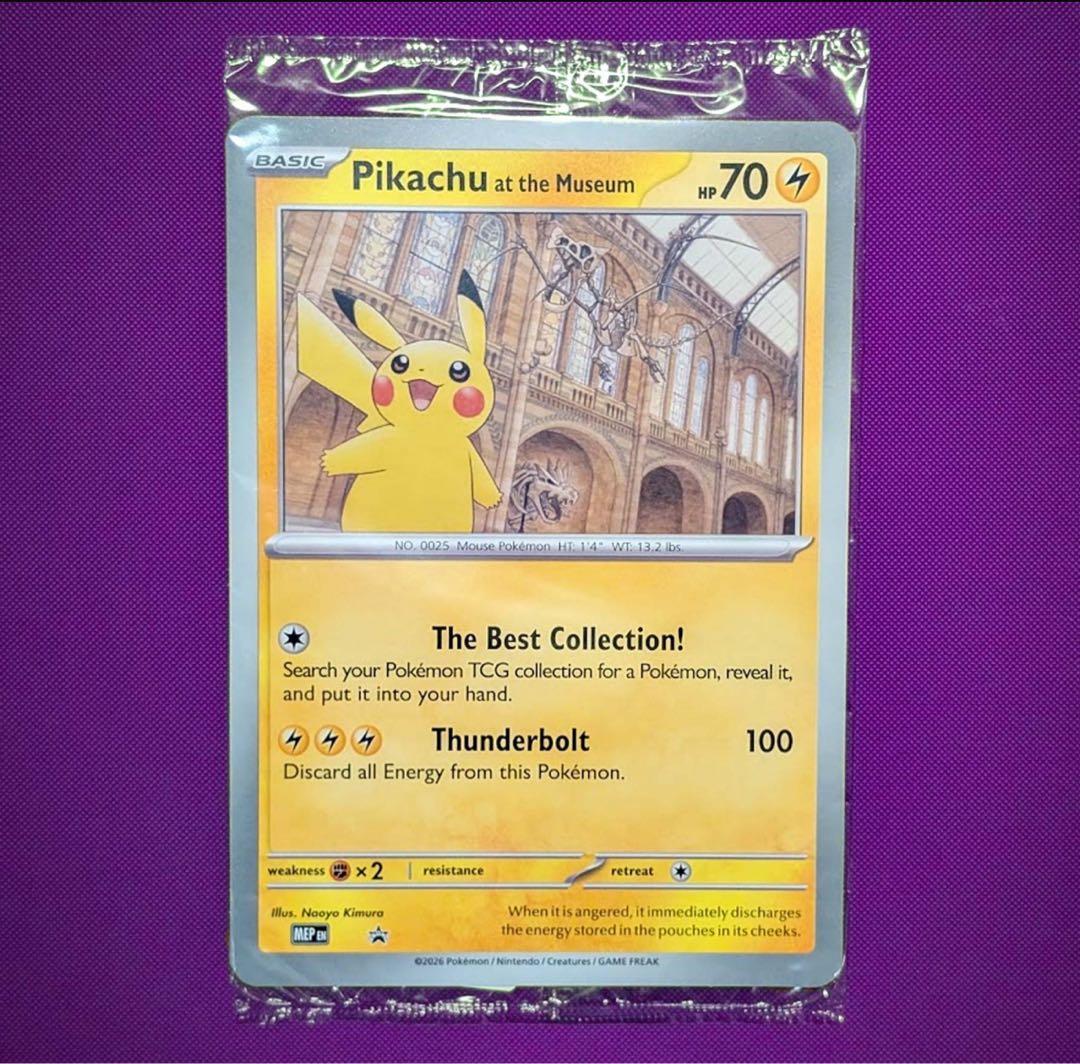 BASIC Pikachu at the Museum HP 70
NO. 0025 Mouse Pokémon HT: 1'4" WT: 13.2 lbs.
The Best Collection!
Search your Pokémon TCG collection for a Pokémon, reveal it,
and put it into your hand.
Thunderbolt 100
Discard all Energy from this Pokémon.
weakness ×2 resistance retreat
Illus. Naoyo Kimura
MEP EN
When it is angered, it immediately discharges
the energy stored in the pouches in its cheeks.
©2026 Pokémon / Nintendo / Creatures / GAME FREAK